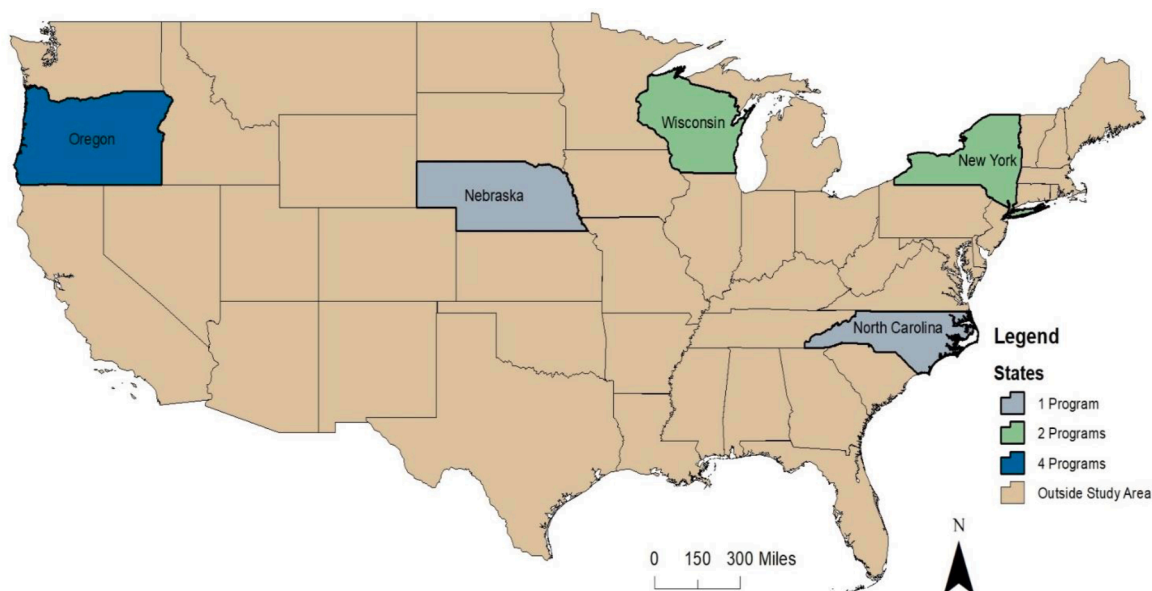 Oregon
Wisconsin
New York
Nebraska
North Carolina
Legend
States
1 Program
2 Programs
4 Programs
Outside Study Area
N
0 150 300 Miles